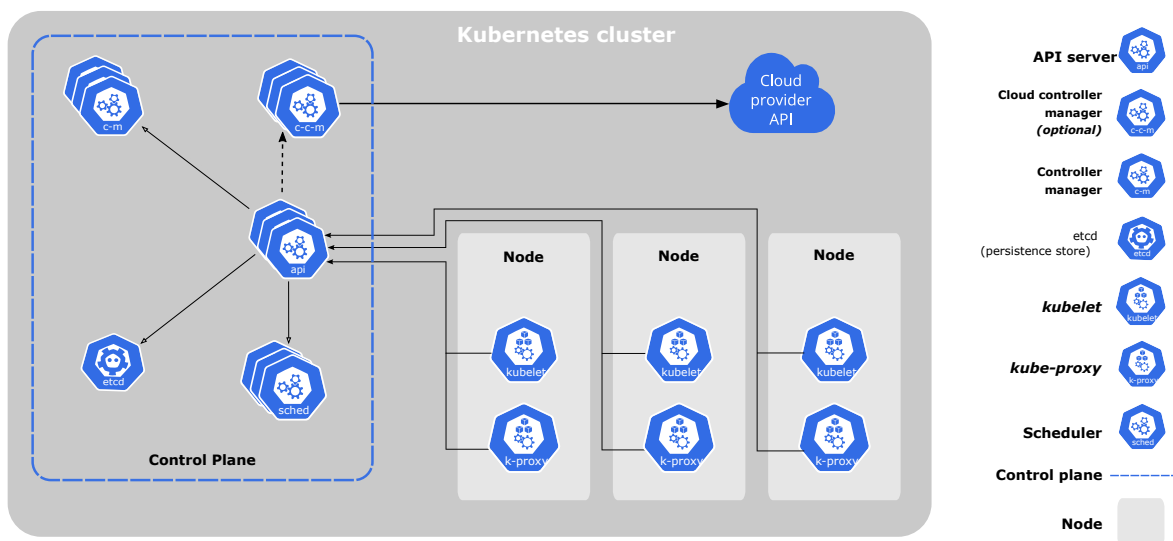 Kubernetes cluster
c-m
c-c-m
Cloud
provider
API
api
etcd
sched
Control Plane
Node
kubelet
k-proxy
Node
kubelet
k-proxy
Node
kubelet
k-proxy
API server
api
Cloud controller
manager
(optional)
c-c-m
Controller
manager
c-m
etcd
(persistence store)
etcd
kubelet
kubelet
kube-proxy
k-proxy
Scheduler
sched
Control plane
Node